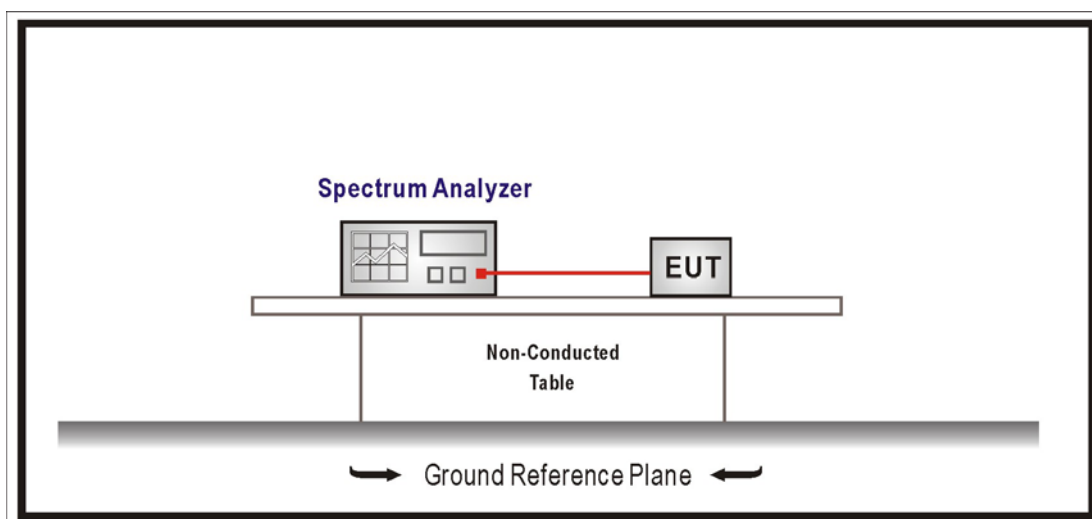 Spectrum Analyzer
EUT
Non-Conducted
Table
Ground Reference Plane